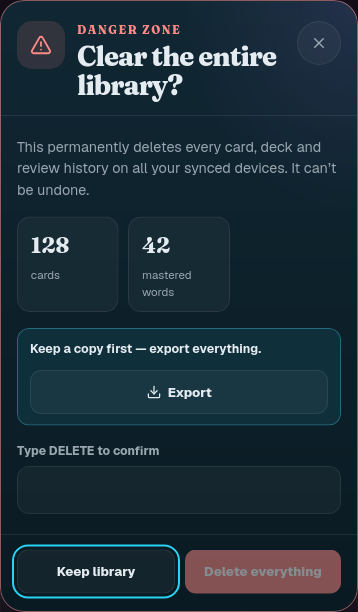 DANGER ZONE
Clear the entire
library?
This permanently deletes every card, deck and
review history on all your synced devices. It can’t
be undone.
128
cards
42
mastered
words
Keep a copy first — export everything.
Export
Type DELETE to confirm
Keep library
Delete everything